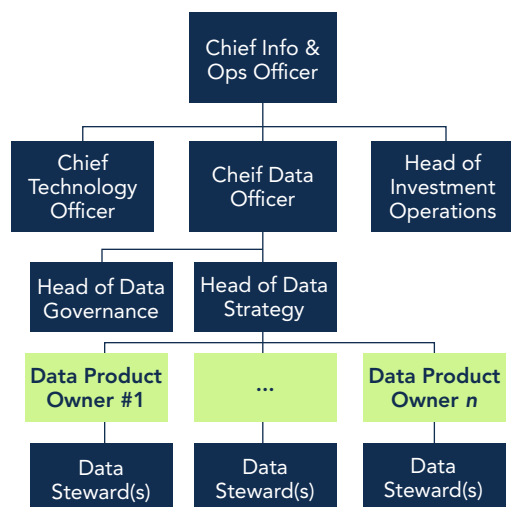 Chief Info &
Ops Officer
Chief
Technology
Officer
Cheif Data
Officer
Head of
Investment
Operations
Head of Data
Governance
Head of Data
Strategy
Data Product
Owner #1
...
Data Product
Owner n
Data
Steward(s)
Data
Steward(s)
Data
Steward(s)